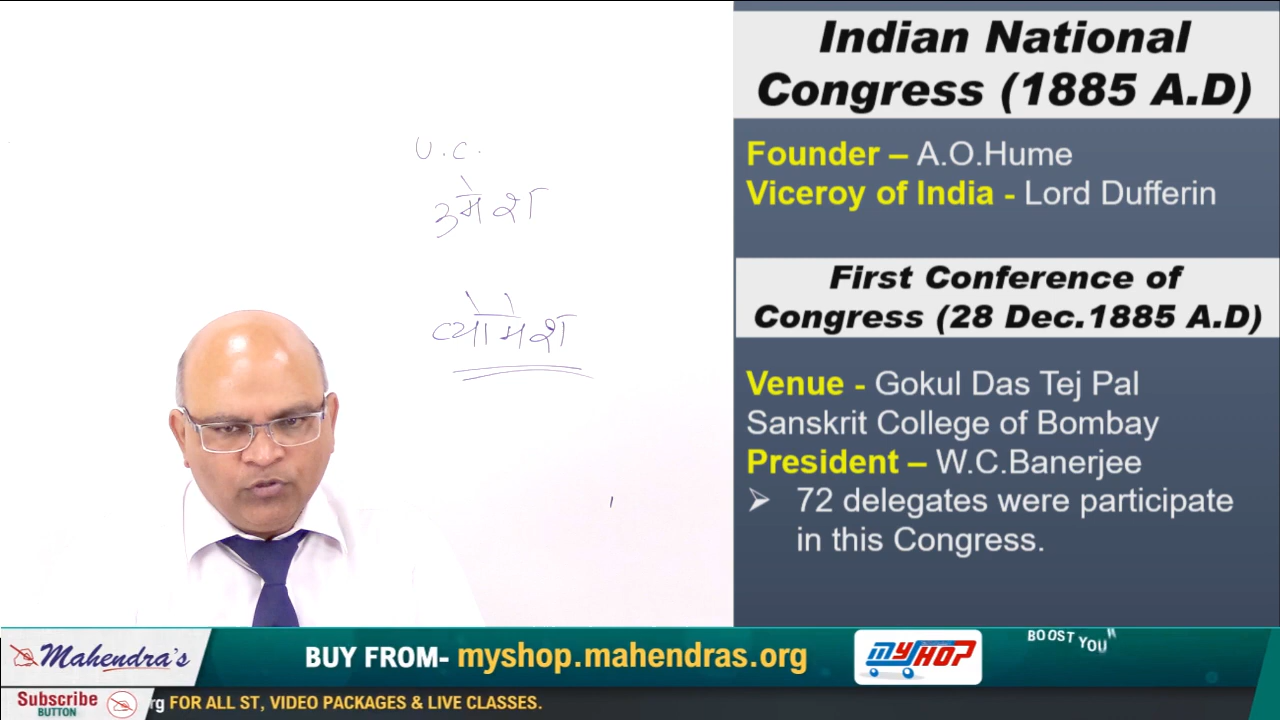 U.C.
उमेश
व्योमेश
Indian National
Congress (1885 A.D)
Founder – A.O.Hume
Viceroy of India - Lord Dufferin
First Conference of
Congress (28 Dec.1885 A.D)
Venue - Gokul Das Tej Pal
Sanskrit College of Bombay
President – W.C.Banerjee
➢ 72 delegates were participate
in this Congress.
Mahendra's
BUY FROM- myshop.mahendras.org
MYSHOP
BOOST YOU
Subscribe
BUTTON
rg FOR ALL ST, VIDEO PACKAGES & LIVE CLASSES.